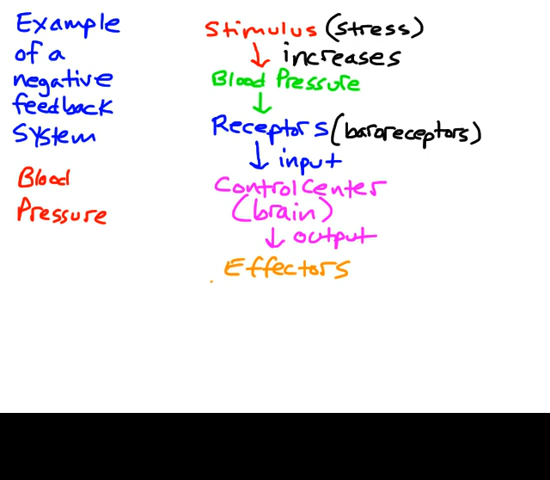 Example
of a
negative
feedback
System
Blood
Pressure
Stimulus (stress)
increases
Blood Pressure
Receptors (baroreceptors)
input
Control Center
(brain)
output
Effectors